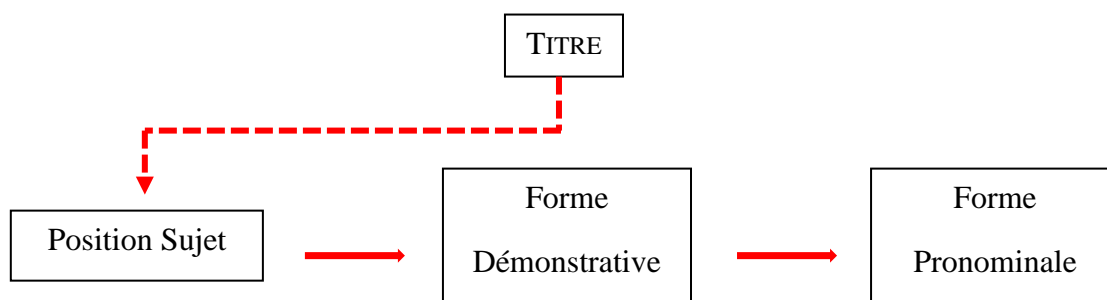 TITRE
Position Sujet
Forme
Démonstrative
Forme
Pronominale